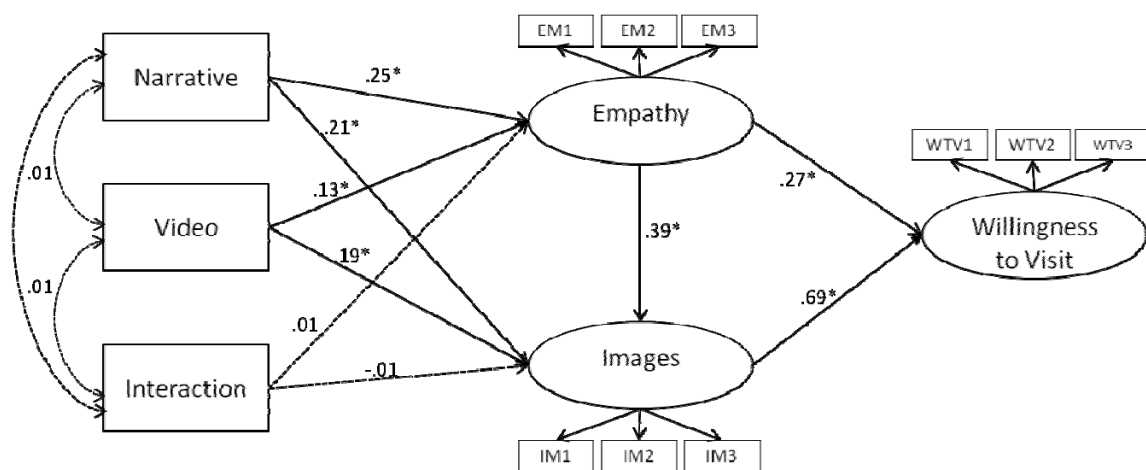 EM1
EM2
EM3
Narrative
.25*
Empathy
.21*
WTV1
WTV2
WTV3
.01
.13*
.27*
Video
.39*
Willingness
to Visit
.19*
.01
.01
.69*
Images
Interaction
-.01
IM1
IM2
IM3